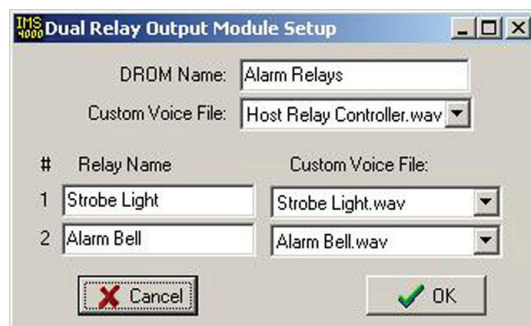 IMS 4000 Dual Relay Output Module Setup
DROM Name: Alarm Relays
Custom Voice File: Host Relay Controller.wav
# Relay Name Custom Voice File:
1 Strobe Light Strobe Light.wav
2 Alarm Bell Alarm Bell.wav
Cancel OK